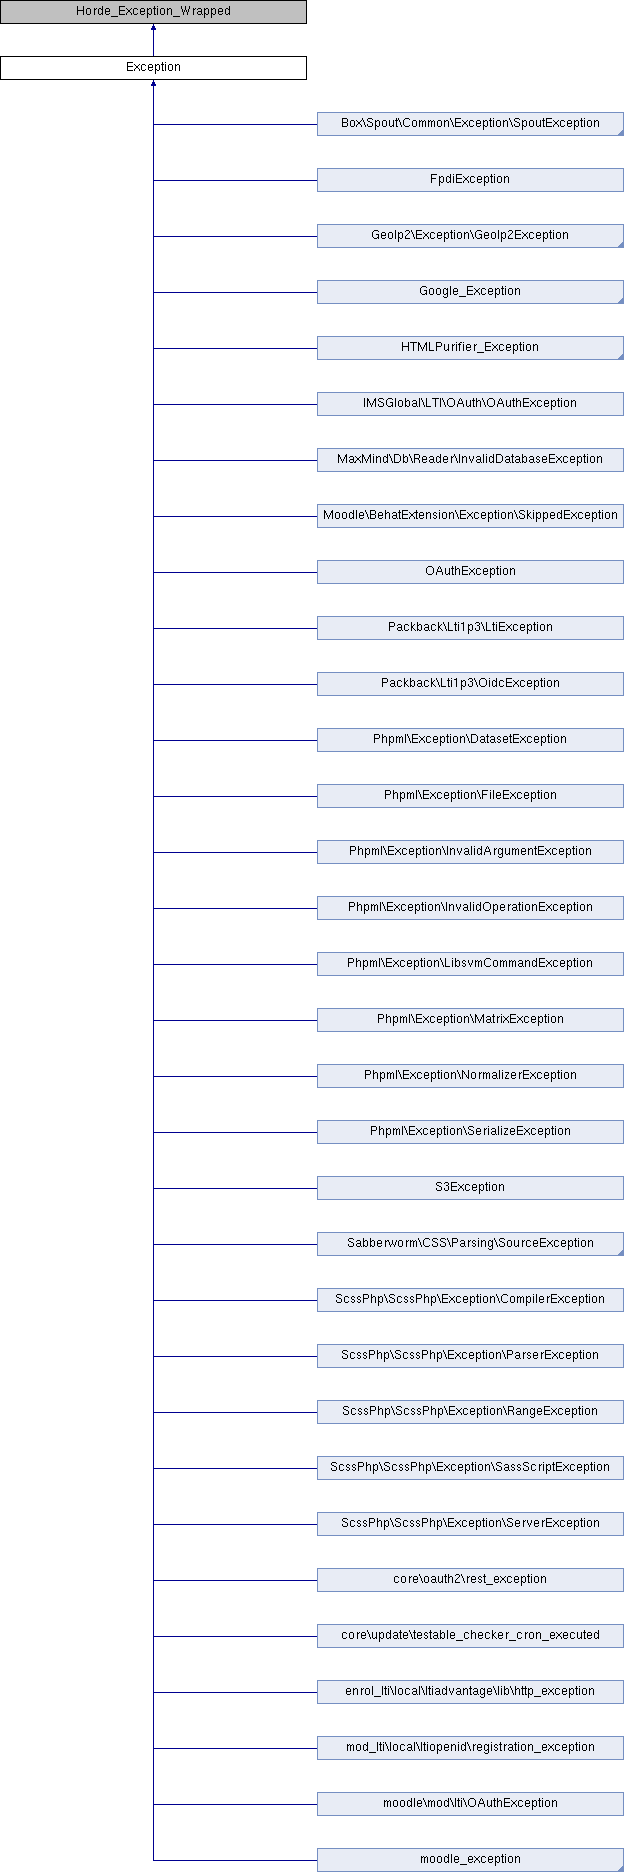 Horde_Exception_Wrapped
Exception
Box\Spout\Common\Exception\SpoutException
FpdiException
GeoIp2\Exception\GeoIp2Exception
Google_Exception
HTMLPurifier_Exception
IMSGlobal\LTI\OAuth\OAuthException
MaxMind\Db\Reader\InvalidDatabaseException
Moodle\BehatExtension\Exception\SkippedException
OAuthException
Packback\Lti1p3\LtiException
Packback\Lti1p3\OidcException
Phpml\Exception\DatasetException
Phpml\Exception\FileException
Phpml\Exception\InvalidArgumentException
Phpml\Exception\InvalidOperationException
Phpml\Exception\LibsvmCommandException
Phpml\Exception\MatrixException
Phpml\Exception\NormalizerException
Phpml\Exception\SerializeException
S3Exception
Sabberworm\CSS\Parsing\SourceException
ScssPhp\ScssPhp\Exception\CompilerException
ScssPhp\ScssPhp\Exception\ParserException
ScssPhp\ScssPhp\Exception\RangeException
ScssPhp\ScssPhp\Exception\SassScriptException
ScssPhp\ScssPhp\Exception\ServerException
core\oauth2\rest_exception
core\update\testable_checker_cron_executed
enrol_lti\local\ltiadvantage\lib\http_exception
mod_lti\local\ltiopenid\registration_exception
moodle\mod\lti\OAuthException
moodle_exception